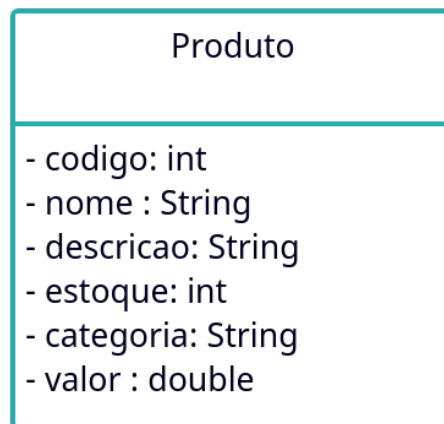 Produto
- codigo: int
- nome : String
- descricao: String
- estoque: int
- categoria: String
- valor : double